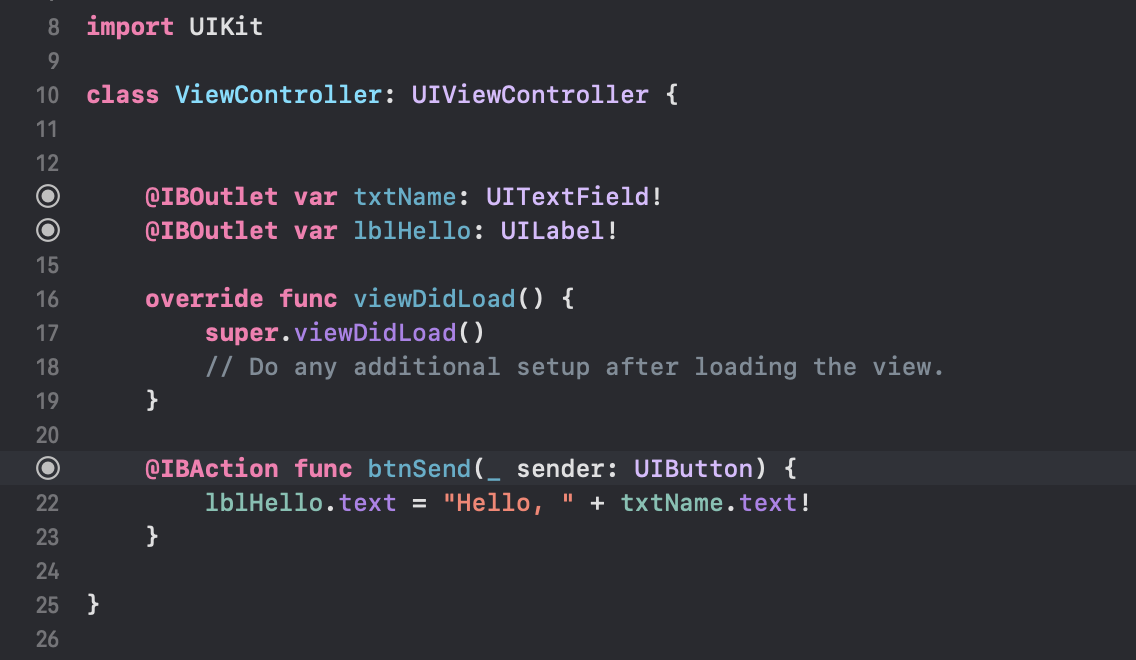 8 import UIKit
9
10 class ViewController: UIViewController {
11
12
@IBOutlet var txtName: UITextField!
@IBOutlet var lblHello: UILabel!
15
16 override func viewDidLoad() {
17 super.viewDidLoad()
18 // Do any additional setup after loading the view.
19 }
20
@IBAction func btnSend(_ sender: UIButton) {
22 lblHello.text = "Hello, " + txtName.text!
23 }
24
25 }
26